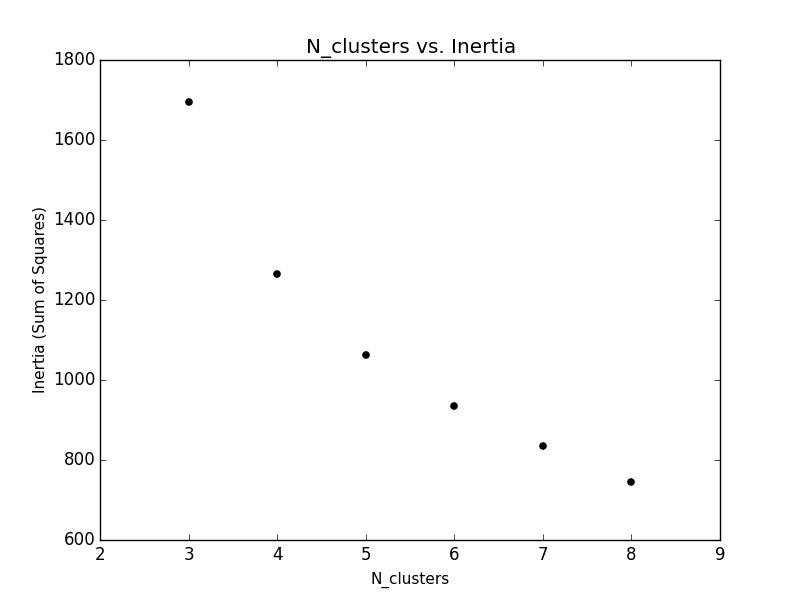 N_clusters vs. Inertia
1800
1600
1400
1200
1000
800
600
Inertia (Sum of Squares)
2 3 4 5 6 7 8 9
N_clusters